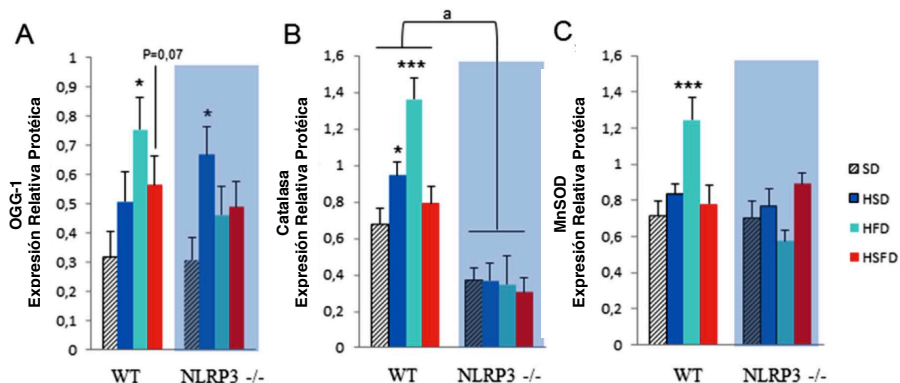 A
OGG-1
Expresión Relativa Protéica
1
0,9
0,8
0,7
0,6
0,5
0,4
0,3
0,2
0,1
0
*
P=0,07
*
WT
NLRP3 -/-
B
Catalasa
Expresión Relativa Protéica
1,6
1,4
1,2
1
0,8
0,6
0,4
0,2
0
a
*
***
WT
NLRP3 -/-
C
MnSOD
Expresión Relativa Protéica
1,6
1,4
1,2
1
0,8
0,6
0,4
0,2
0
***
WT
NLRP3 -/-
SD
HSD
HFD
HSFD